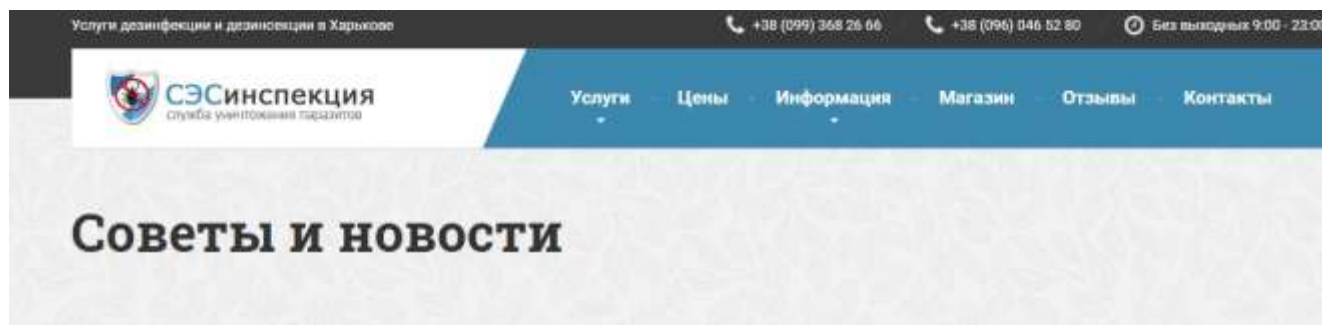 Услуги дезинфекции и дезинсекции в Харькове
+38 (099) 368 26 66
+38 (096) 046 52 80
Без выходных 9:00 - 23:00
СЭСинспекция
служба уничтожения паразитов
Услуги
Цены
Информация
Магазин
Отзывы
Контакты
Советы и новости